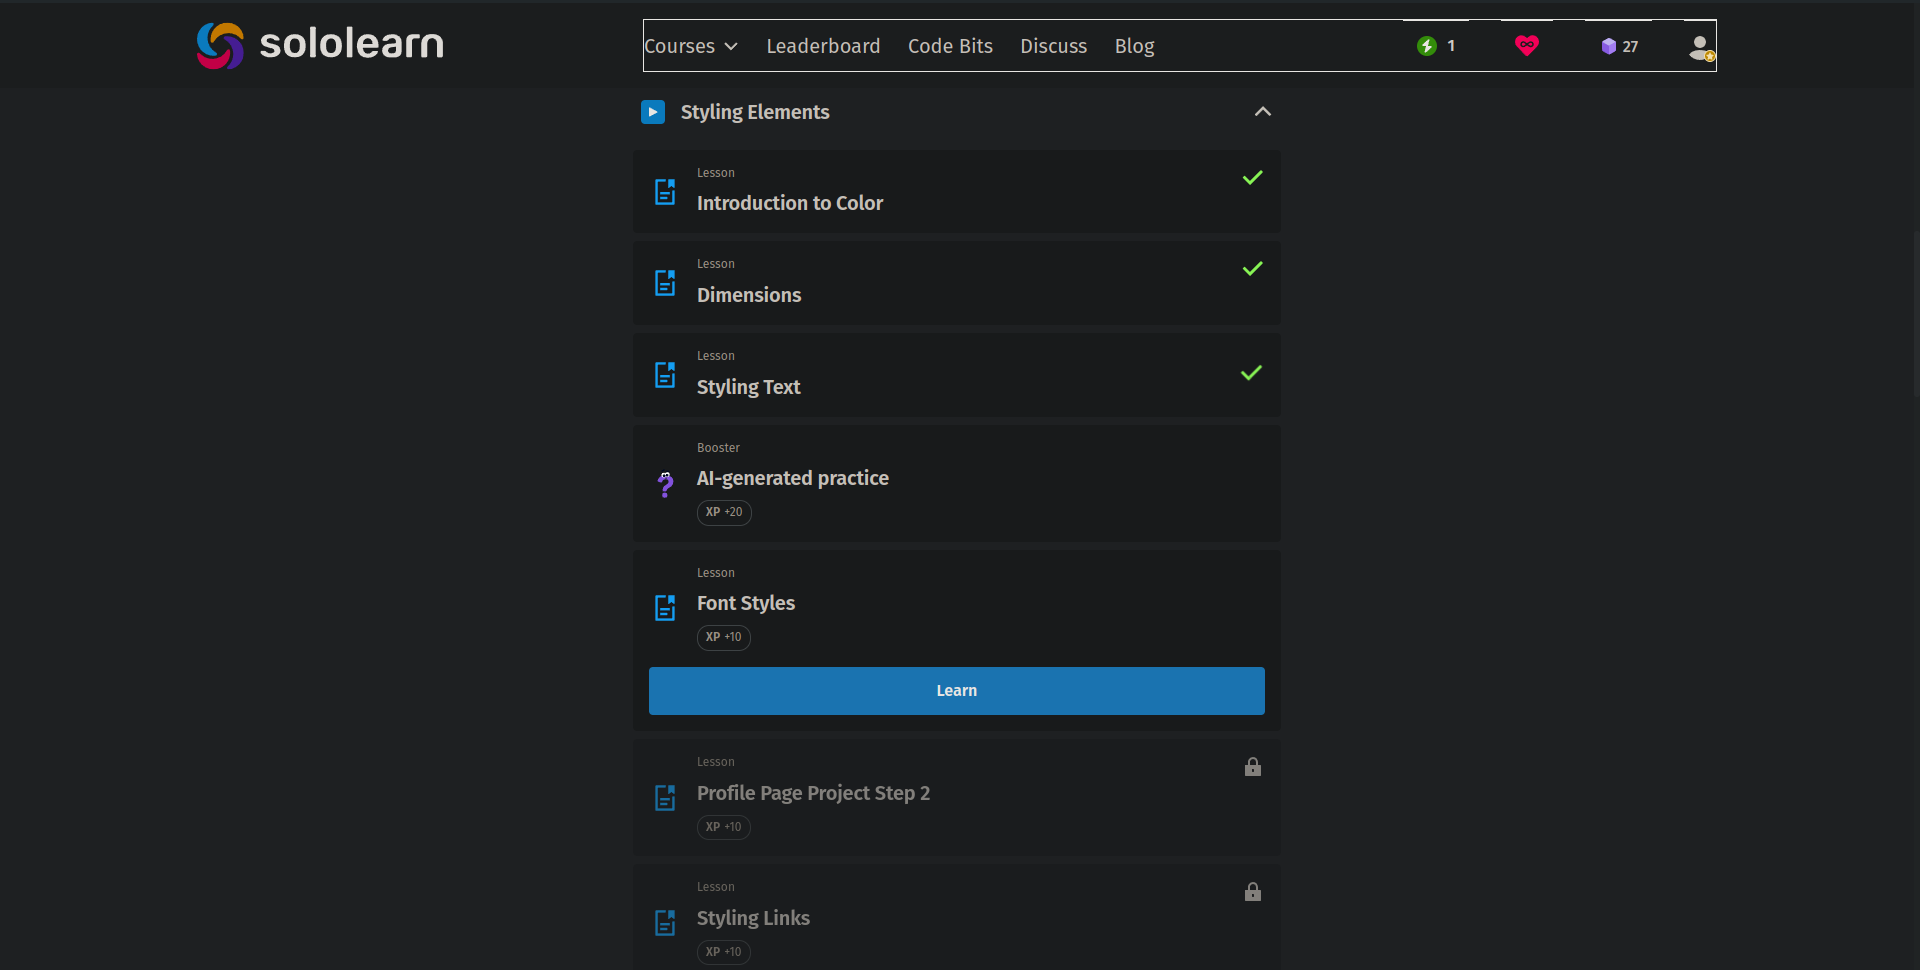 sololearn
Courses Leaderboard Code Bits Discuss Blog 1 27
Styling Elements
Lesson
Introduction to Color
Lesson
Dimensions
Lesson
Styling Text
Booster
AI-generated practice
XP +20
Lesson
Font Styles
XP +10
Learn
Lesson
Profile Page Project Step 2
XP +10
Lesson
Styling Links
XP +10